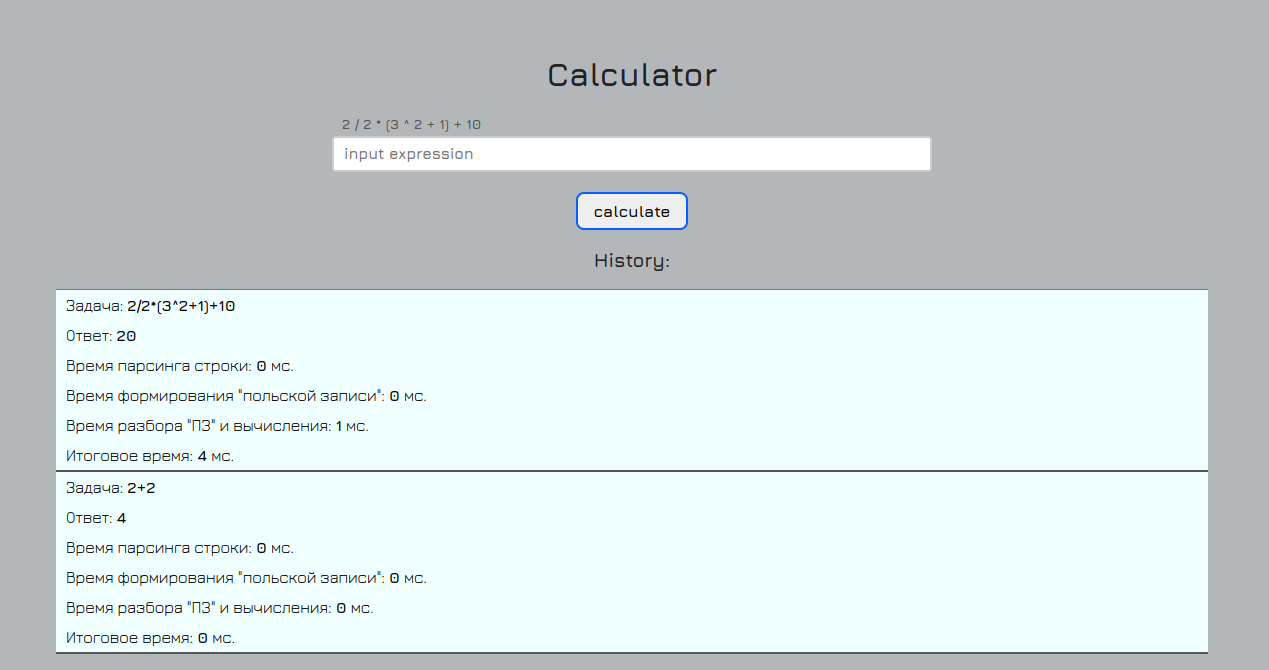 Calculator
2 / 2 * (3 ^ 2 + 1) + 10
input expression
calculate
History:
Задача: 2/2*(3^2+1)+10
Ответ: 20
Время парсинга строки: 0 мс.
Время формирования "польской записи": 0 мс.
Время разбора "ПЗ" и вычисления: 1 мс.
Итоговое время: 4 мс.
Задача: 2+2
Ответ: 4
Время парсинга строки: 0 мс.
Время формирования "польской записи": 0 мс.
Время разбора "ПЗ" и вычисления: 0 мс.
Итоговое время: 0 мс.